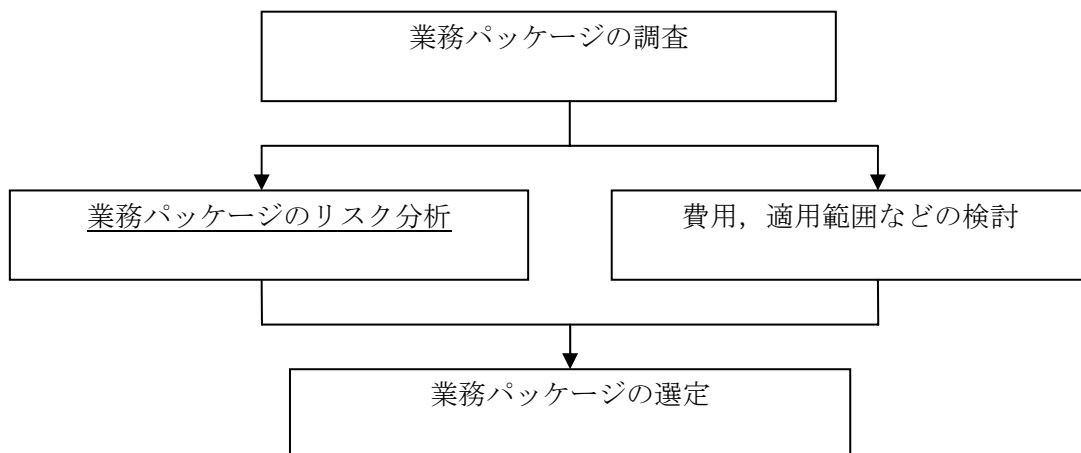 業務パッケージの調査
業務パッケージのリスク分析
費用，適用範囲などの検討
業務パッケージの選定